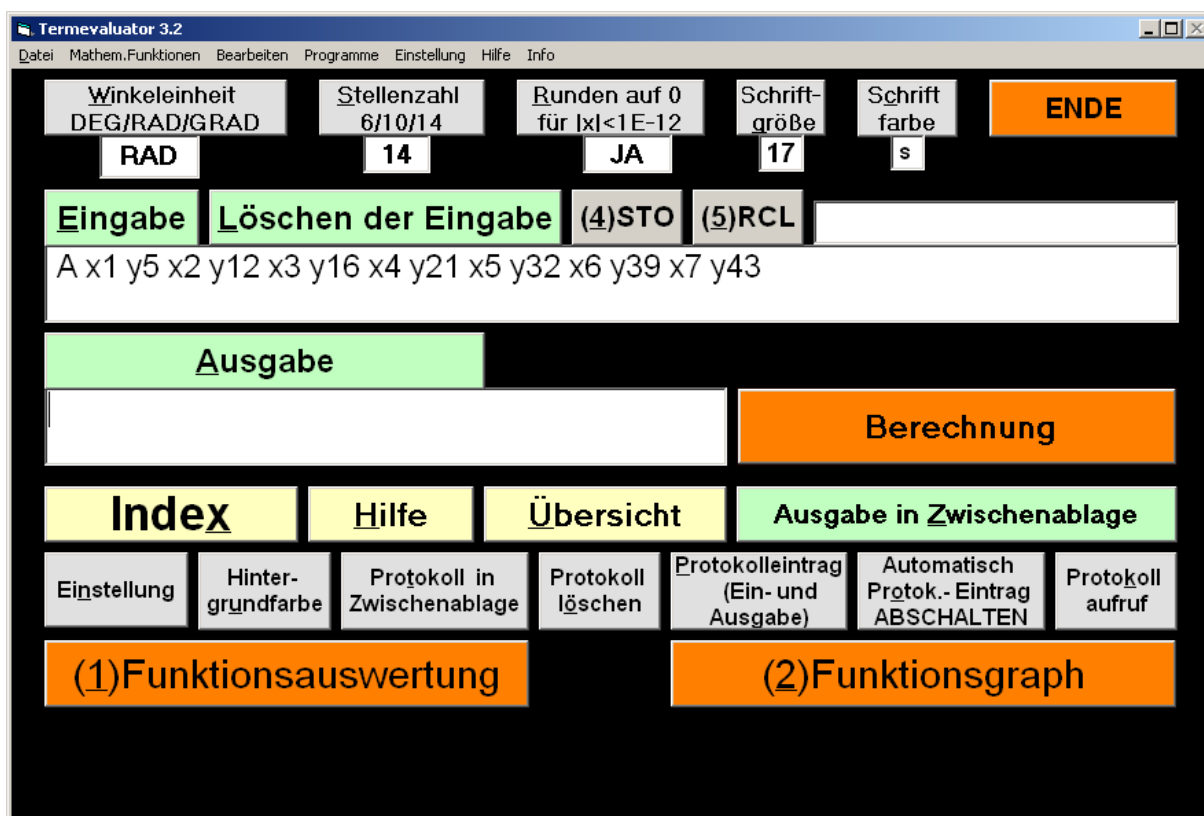 Termevaluator 3.2
Datei Mathem.Funktionen Bearbeiten Programme Einstellung Hilfe Info
Winkeleinheit
DEG/RAD/GRAD
RAD
Stellenzahl
6/10/14
14
Runden auf 0
für |x|<1E-12
JA
Schrift-
größe
17
Schrift
farbe
s
ENDE
Eingabe
Löschen der Eingabe
(4)STO
(5)RCL
A x1 y5 x2 y12 x3 y16 x4 y21 x5 y32 x6 y39 x7 y43
Ausgabe
Berechnung
Index
Hilfe
Übersicht
Ausgabe in Zwischenablage
Einstellung
Hinter-
grundfarbe
Protokoll in
Zwischenablage
Protokoll
löschen
Protokolleintrag
(Ein- und
Ausgabe)
Automatisch
Protok.- Eintrag
ABSCHALTEN
Protokoll
aufruf
(1)Funktionsauswertung
(2)Funktionsgraph